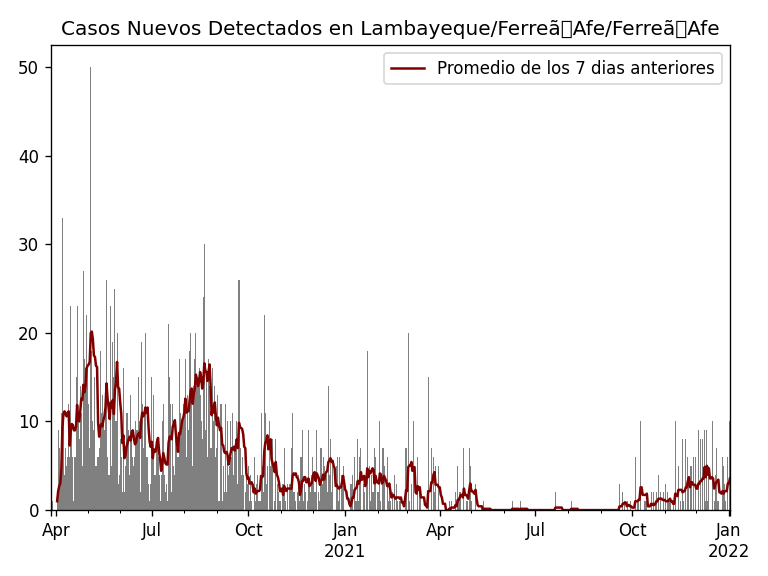 Casos Nuevos Detectados en Lambayeque/Ferreã▯Afe/Ferreã▯Afe
Promedio de los 7 dias anteriores
50
40
30
20
10
0
Apr Jul Oct Jan Apr Jul Oct Jan
2021 2022